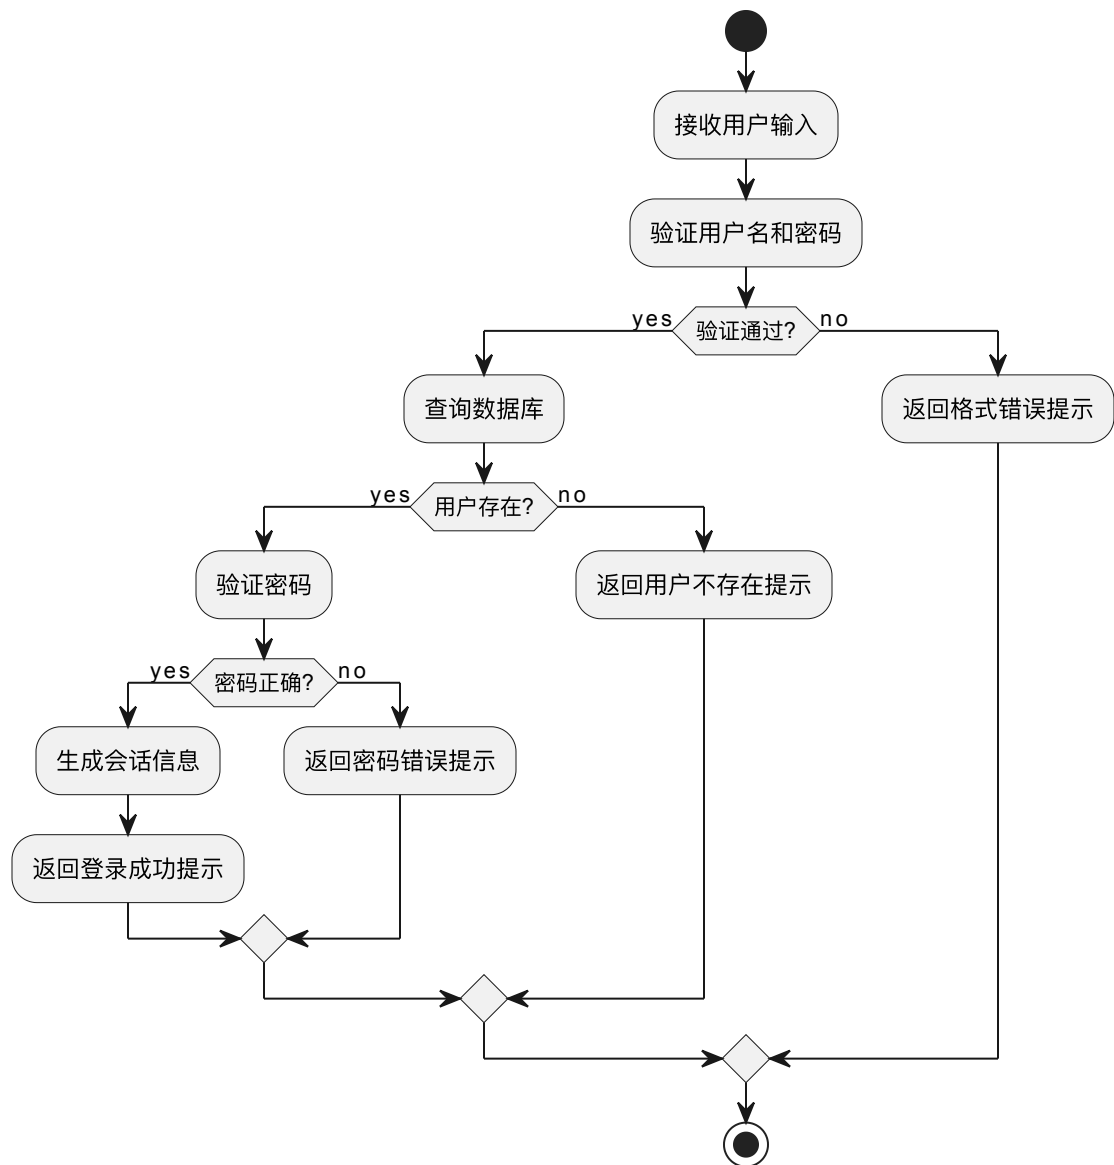 接收用户输入
验证用户名和密码
yes
验证通过?
no
查询数据库
返回格式错误提示
yes
用户存在?
no
验证密码
返回用户不存在提示
yes
密码正确?
no
生成会话信息
返回密码错误提示
返回登录成功提示